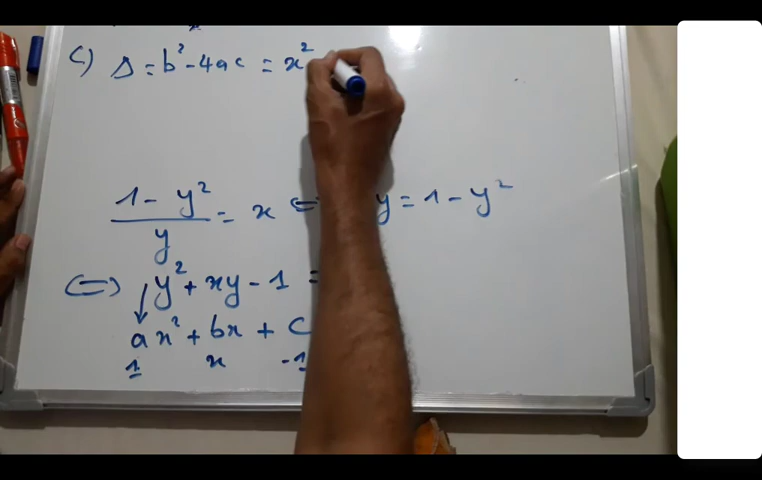 C) Δ = b² - 4ac = x²
1 - y² / y = x y = 1 - y²
⇔ y² + xy - 1 =
ax² + bx + c
1 x -1